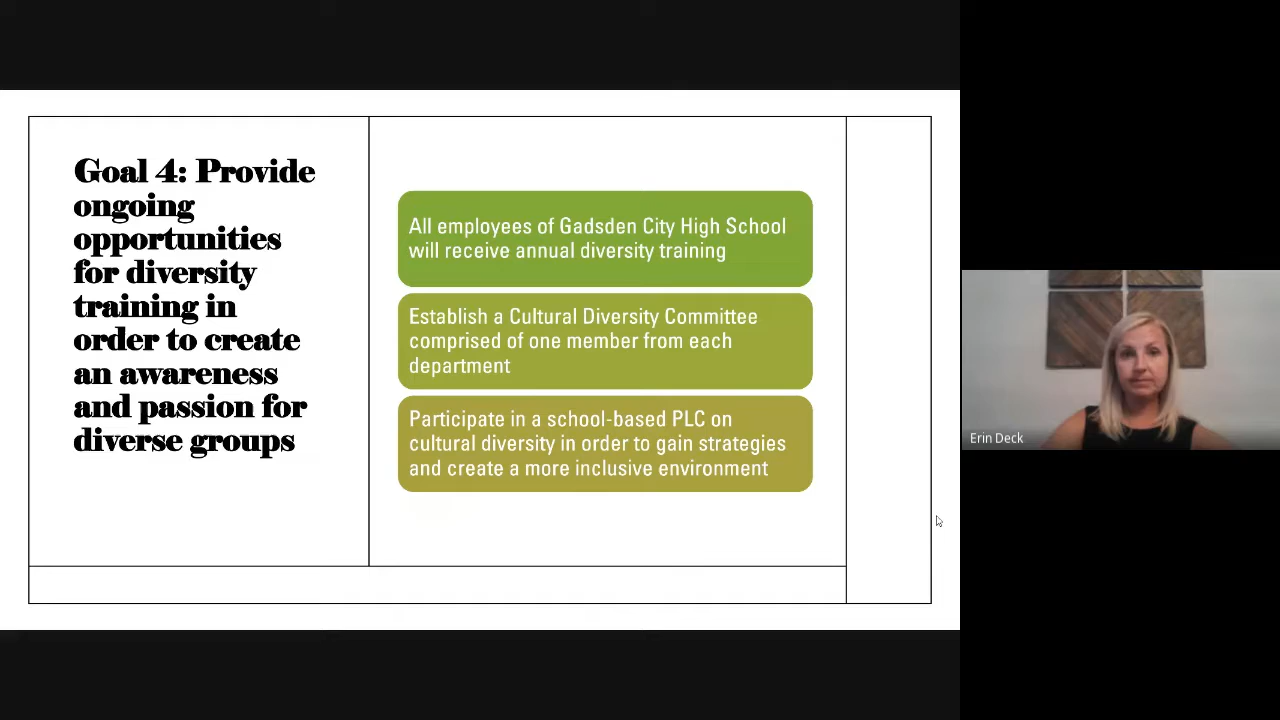 Goal 4: Provide
ongoing
opportunities
for diversity
training in
order to create
an awareness
and passion for
diverse groups
All employees of Gadsden City High School
will receive annual diversity training
Establish a Cultural Diversity Committee
comprised of one member from each
department
Participate in a school-based PLC on
cultural diversity in order to gain strategies
and create a more inclusive environment
Erin Deck